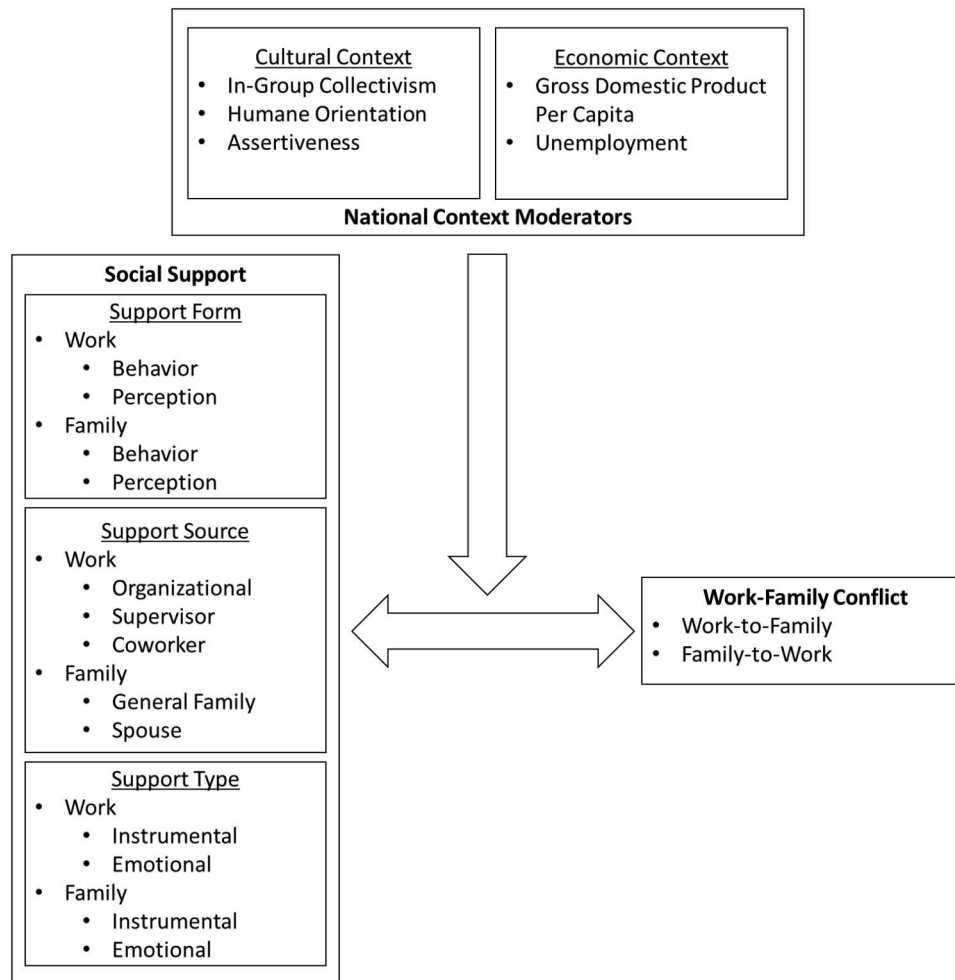 Cultural Context
• In-Group Collectivism
• Humane Orientation
• Assertiveness
Economic Context
• Gross Domestic Product
Per Capita
• Unemployment
National Context Moderators
Social Support
Support Form
• Work
• Behavior
• Perception
• Family
• Behavior
• Perception
Support Source
• Work
• Organizational
• Supervisor
• Coworker
• Family
• General Family
• Spouse
Support Type
• Work
• Instrumental
• Emotional
• Family
• Instrumental
• Emotional
Work-Family Conflict
• Work-to-Family
• Family-to-Work